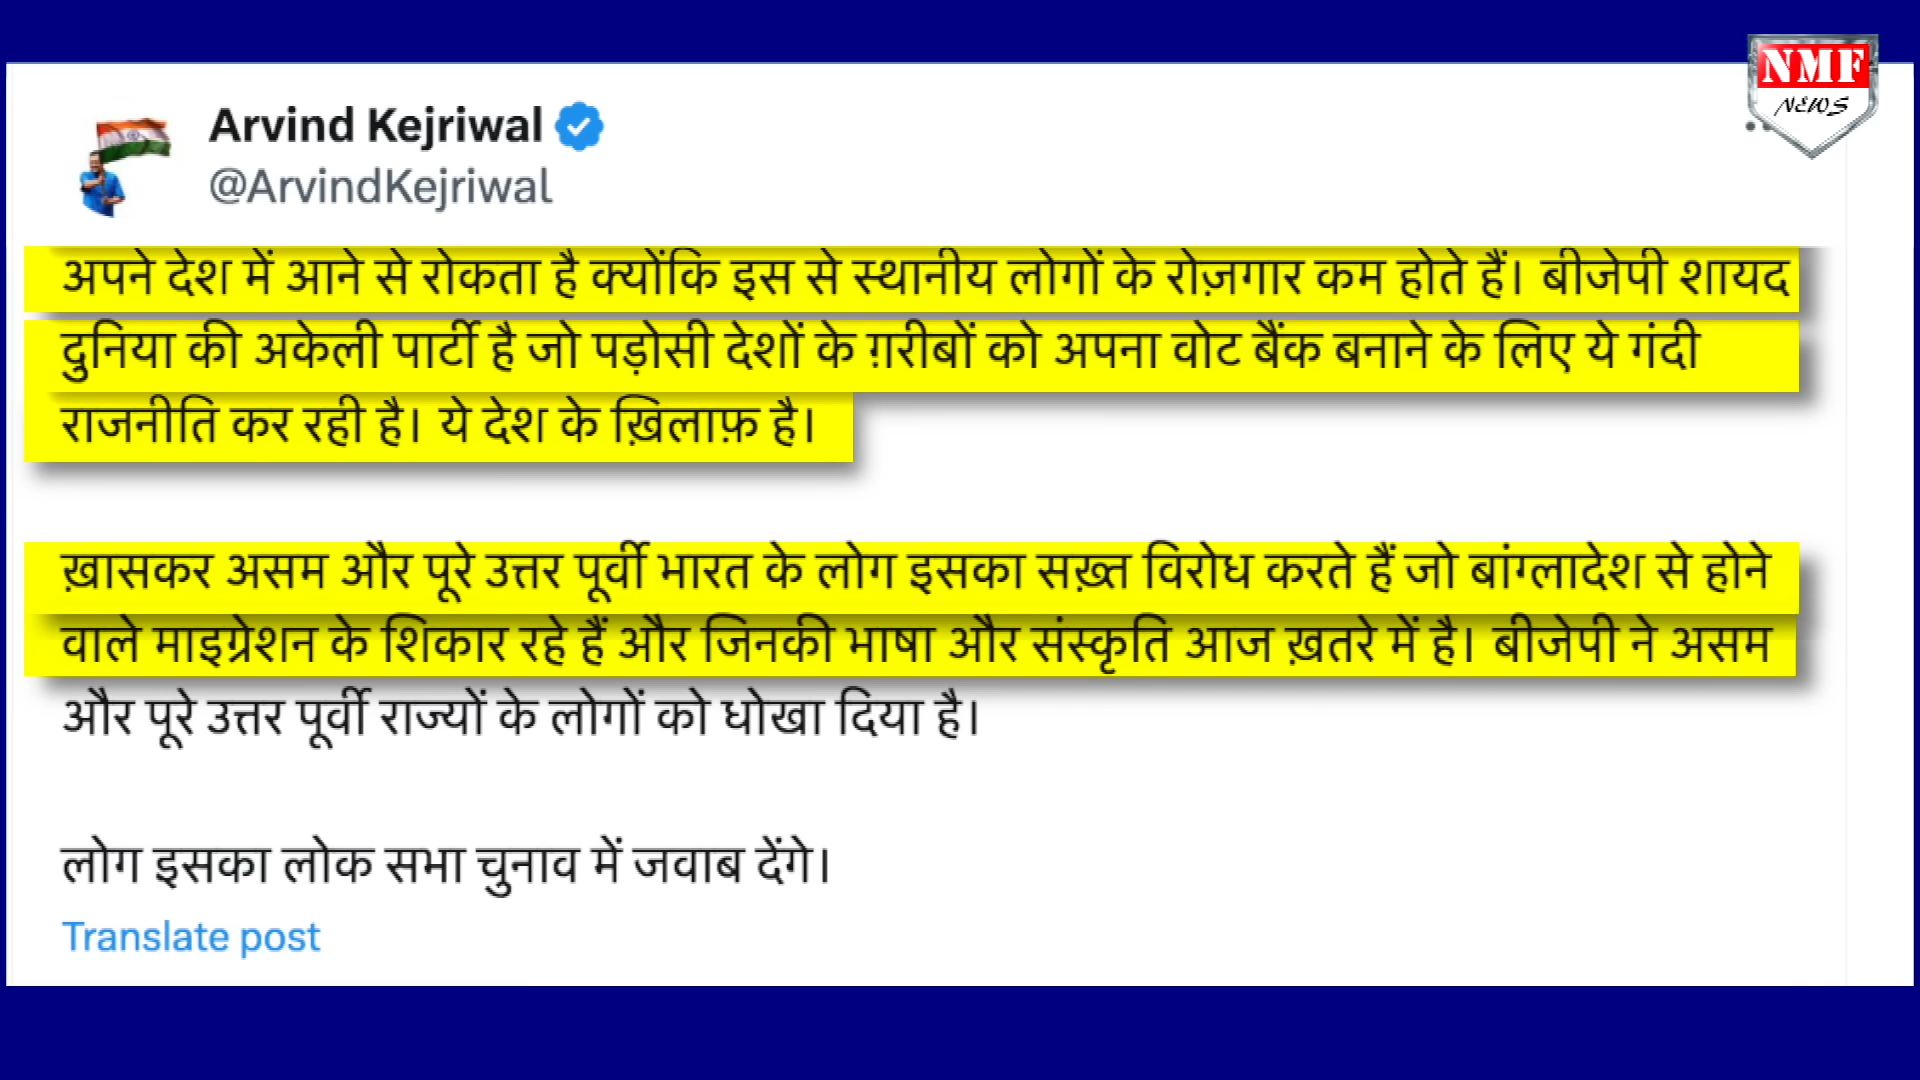 NMF
NEWS
Arvind Kejriwal
@ArvindKejriwal
अपने देश में आने से रोकता है क्योंकि इस से स्थानीय लोगों के रोज़गार कम होते हैं। बीजेपी शायद
दुनिया की अकेली पार्टी है जो पड़ोसी देशों के ग़रीबों को अपना वोट बैंक बनाने के लिए ये गंदी
राजनीति कर रही है। ये देश के ख़िलाफ़ है।
ख़ासकर असम और पूरे उत्तर पूर्वी भारत के लोग इसका सख़्त विरोध करते हैं जो बांग्लादेश से होने
वाले माइग्रेशन के शिकार रहे हैं और जिनकी भाषा और संस्कृति आज ख़तरे में है। बीजेपी ने असम
और पूरे उत्तर पूर्वी राज्यों के लोगों को धोखा दिया है।
लोग इसका लोक सभा चुनाव में जवाब देंगे।
Translate post